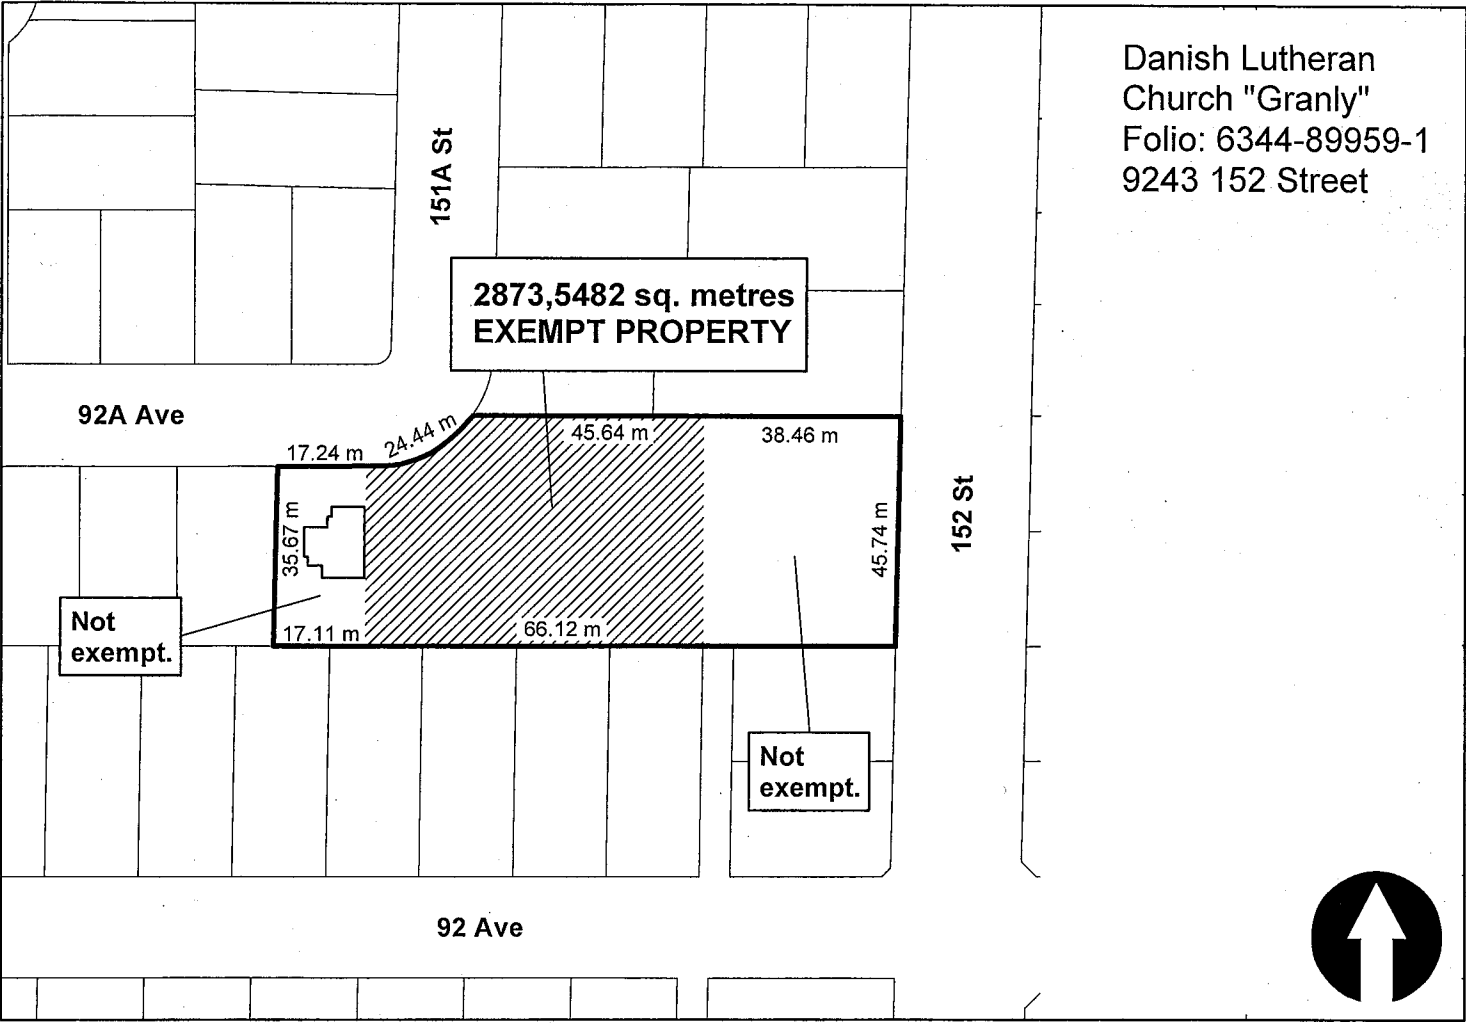 Danish Lutheran
Church "Granly"
Folio: 6344-89959-1
9243 152 Street
151A St
2873,5482 sq. metres
EXEMPT PROPERTY
92A Ave
17.24 m
24.44 m
45.64 m
38.46 m
35.67 m
45.74 m
152 St
17.11 m
66.12 m
Not
exempt.
Not
exempt.
92 Ave